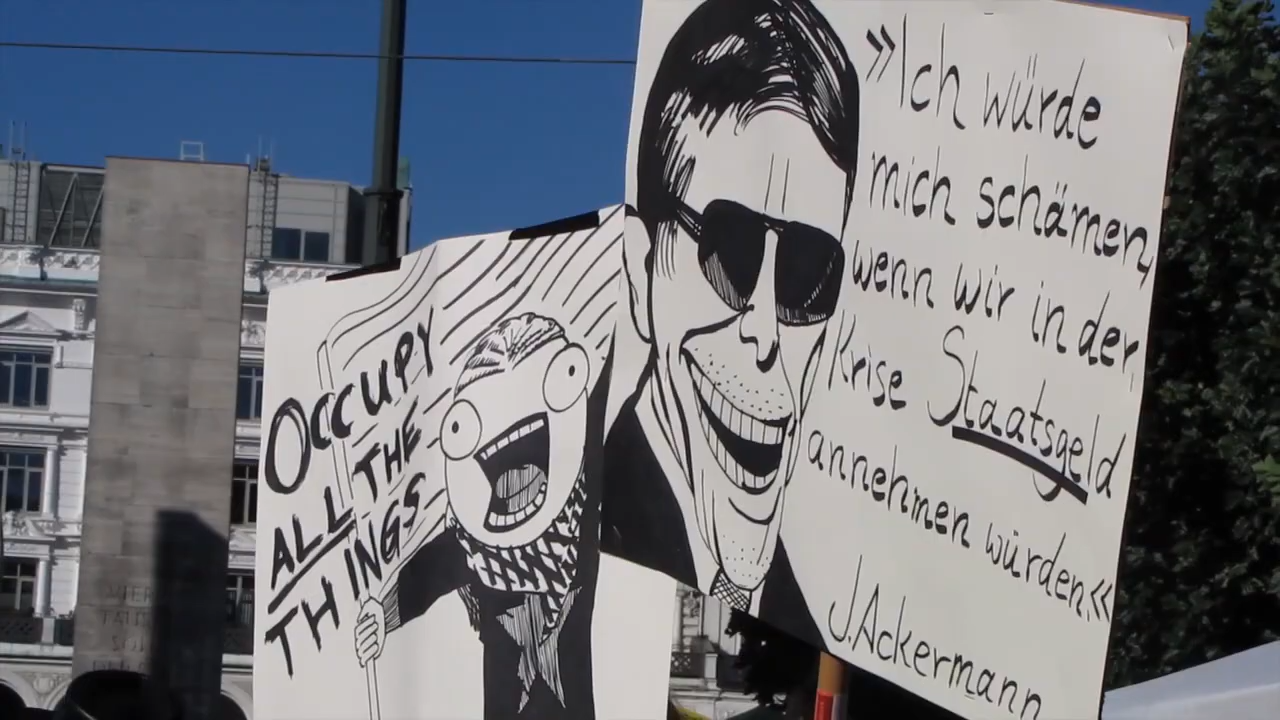 OCCUPY
ALL THE
THINGS
»Ich würde
mich schämen,
wenn wir in der
Krise Staatsgeld
annehmen würden.«
J. Ackermann